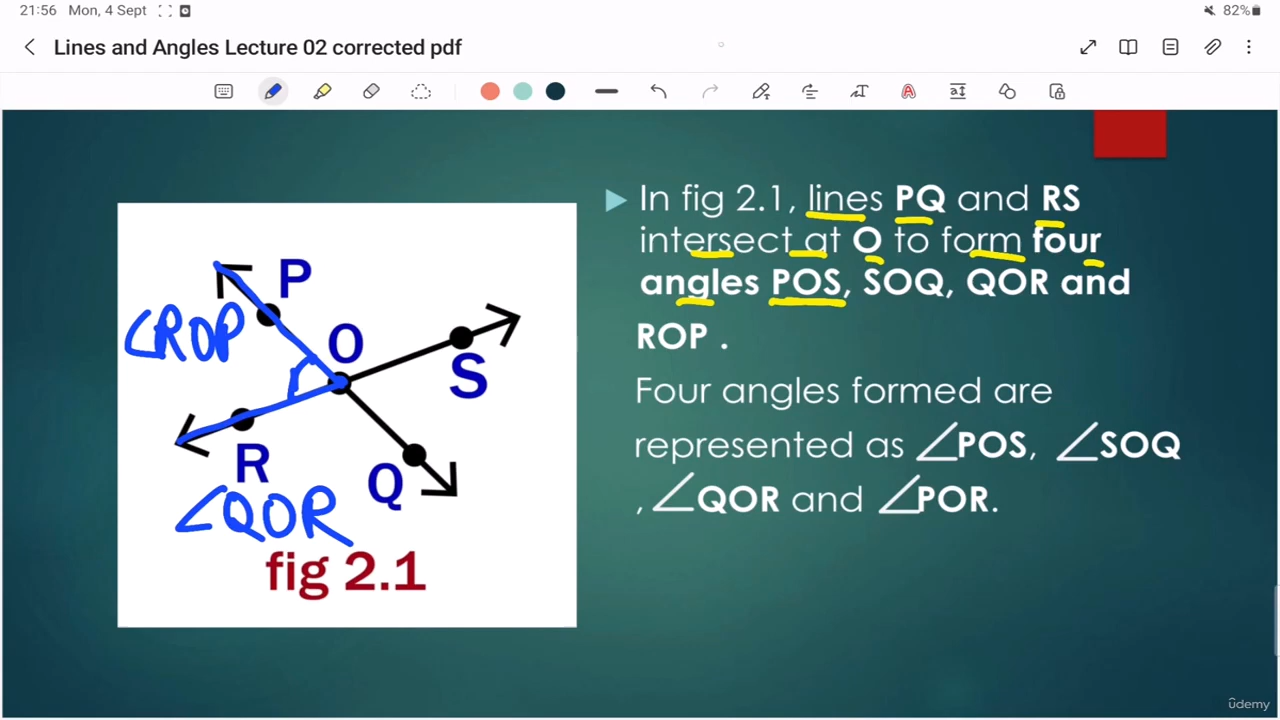 21:56 Mon, 4 Sept
82%
Lines and Angles Lecture 02 corrected pdf
In fig 2.1, lines PQ and RS
intersect at O to form four
angles POS, SOQ, QOR and
ROP .
Four angles formed are
represented as ∠POS, ∠SOQ
, ∠QOR and ∠POR.
P
∠ROP
O
S
R
Q
∠QOR
fig 2.1
ûdemy